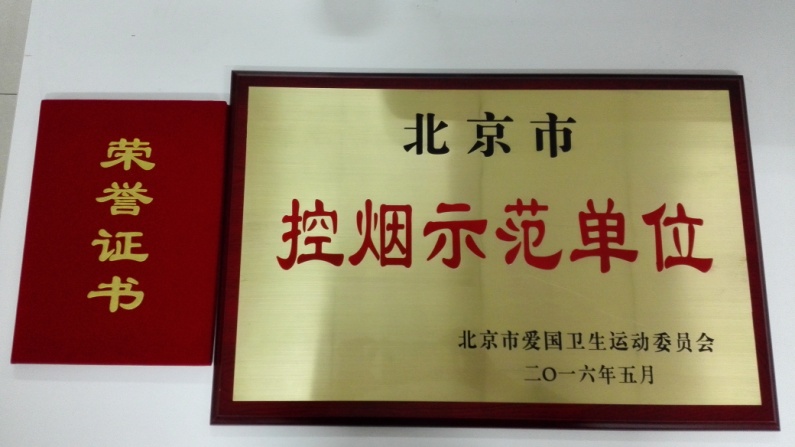 荣誉证书
北京市
控烟示范单位
北京市爱国卫生运动委员会
二〇一六年五月